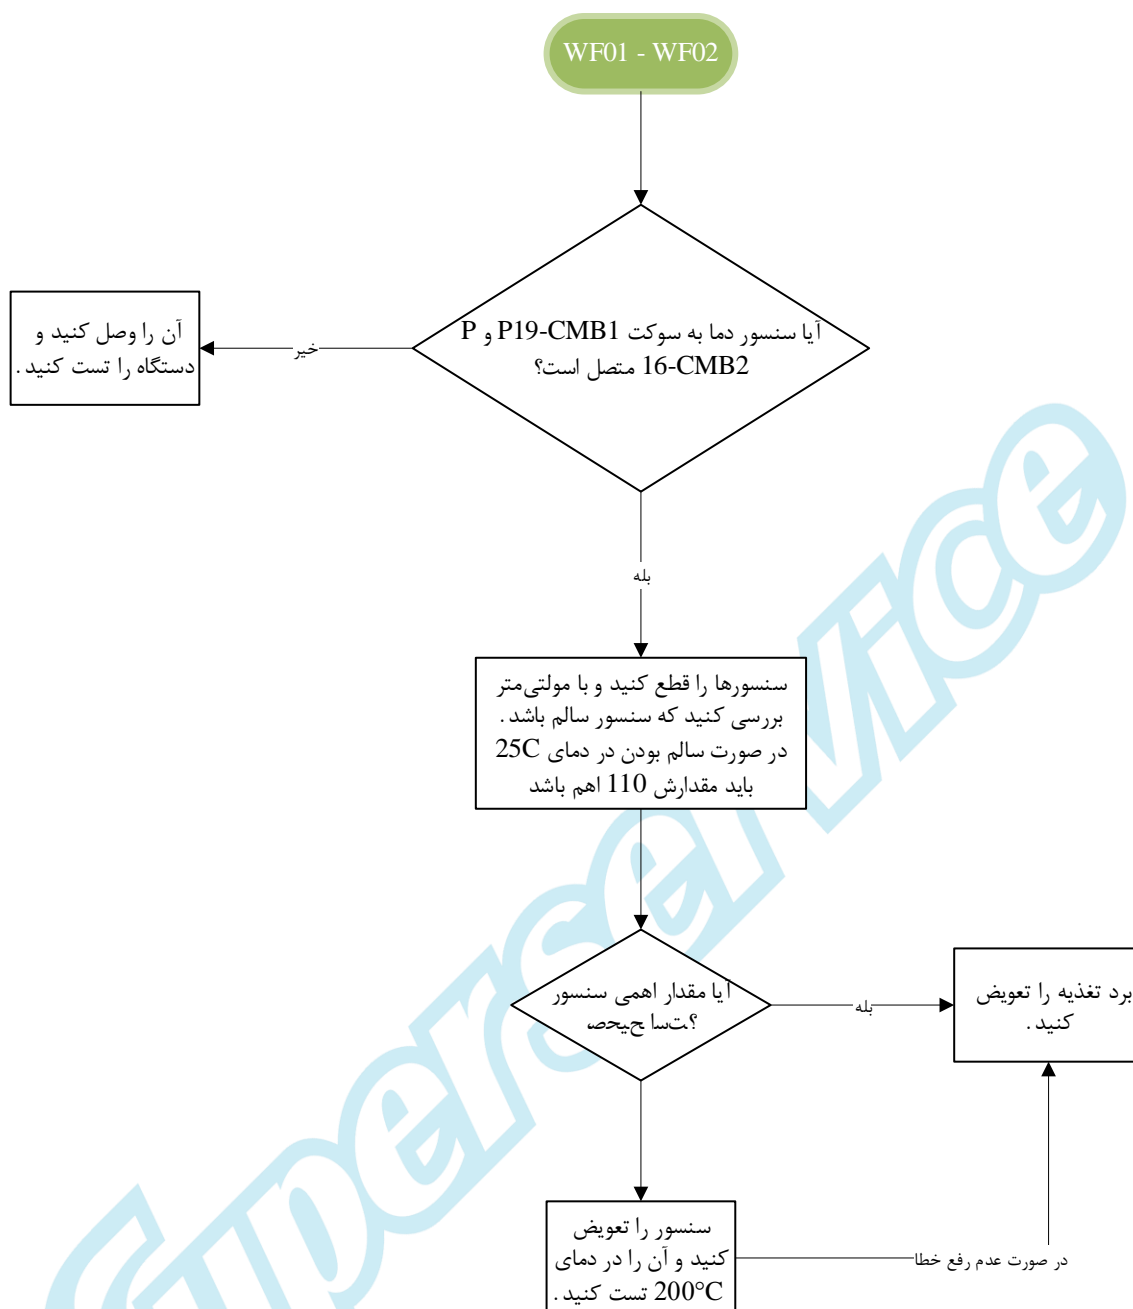 WF01 - WF02
آیا سنسور دما به سوکت P19-CMB1 و P
16-CMB2 متصل است؟
خیر
آن را وصل کنید و
دستگاه را تست کنید .
بله
سنسورها را قطع کنید و با مولتی‌متر
بررسی کنید که سنسور سالم باشد .
در صورت سالم بودن در دمای 25C
باید مقدارش 110 اهم باشد
آیا مقدار اهمی سنسور
صحیح است؟
بله
برد تغذیه را تعویض
کنید .
سنسور را تعویض
کنید و آن را در دمای
200°C تست کنید .
در صورت عدم رفع خطا
Superservice